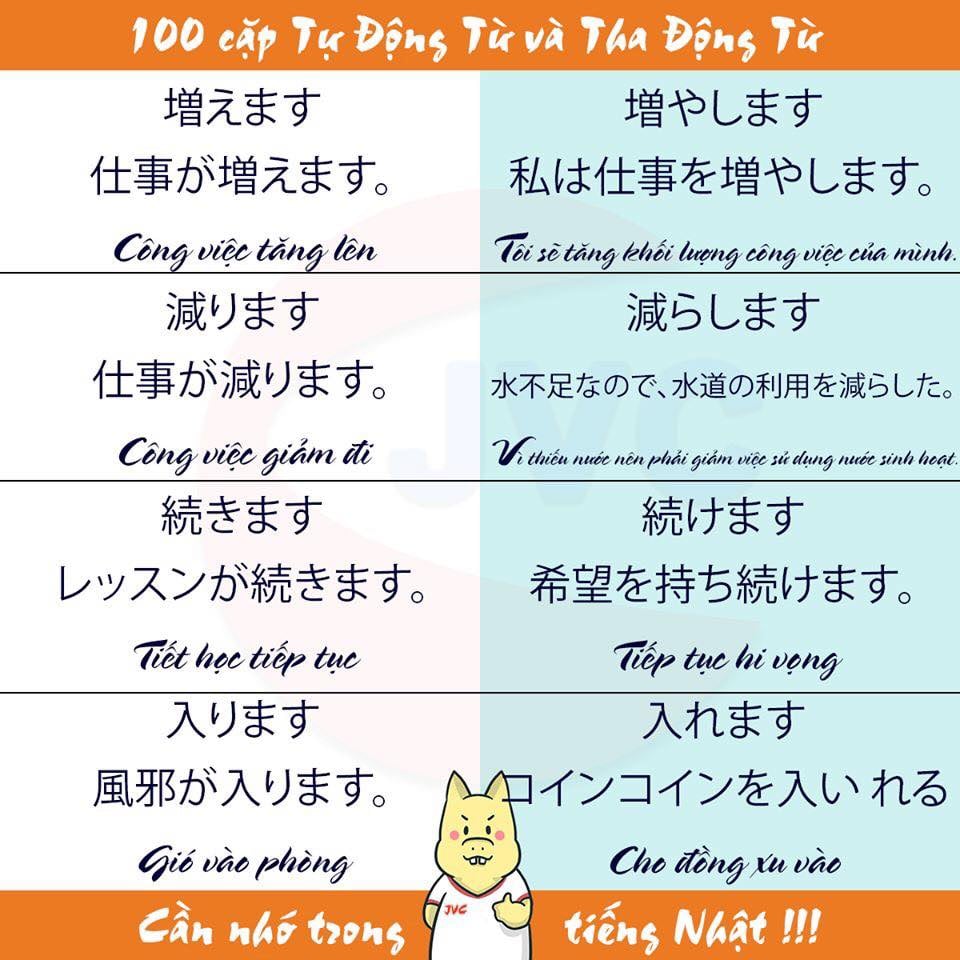 100 cặp Tự Động Từ và Tha Động Từ
増えます
仕事が増えます。
Công việc tăng lên
増やします
私は仕事を増やします。
Tôi sẽ tăng khối lượng công việc của mình.
減ります
仕事が減ります。
Công việc giảm đi
減らします
水不足なので、水道の利用を減らした。
Vì thiếu nước nên phải giảm việc sử dụng nước sinh hoạt.
続きます
レッスンが続きます。
Tiết học tiếp tục
続けます
希望を持ち続けます。
Tiếp tục hi vọng
入ります
風邪が入ります。
Gió vào phòng
入れます
コインコインを入い れる
Cho đồng xu vào
JVC
JVC
Cần nhớ trong tiếng Nhật !!!